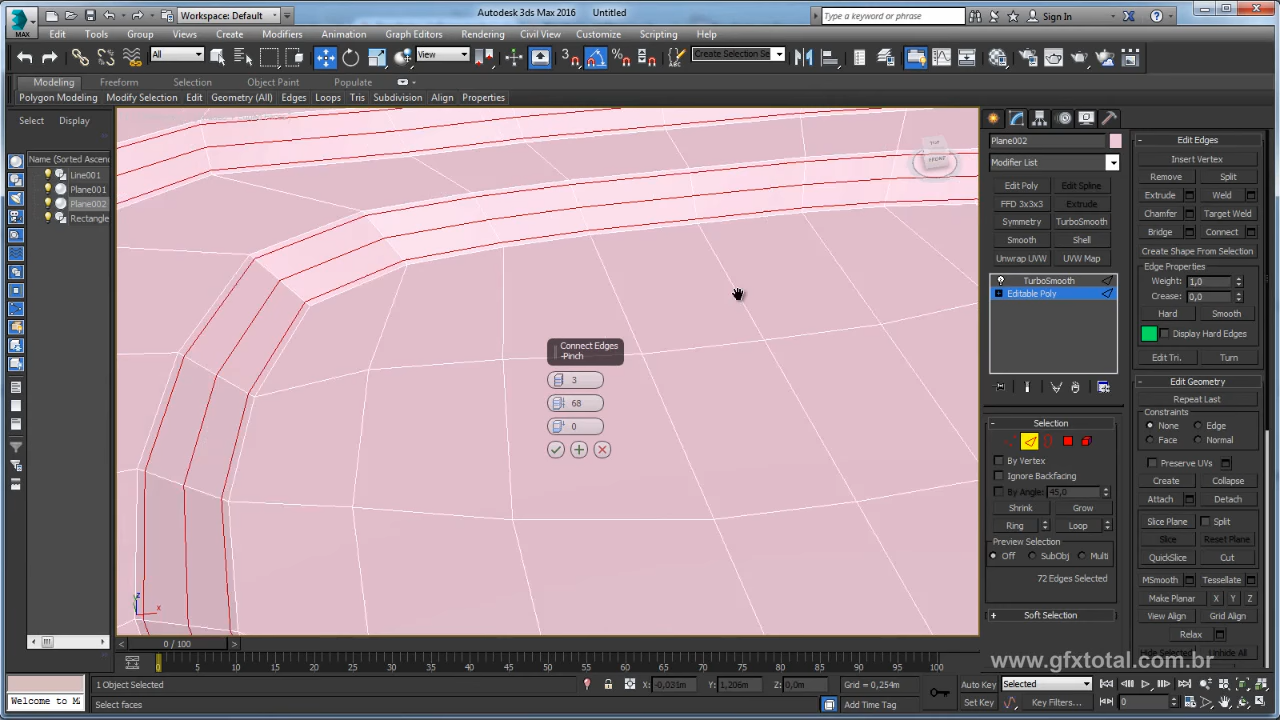 Workspace: Default
Autodesk 3ds Max 2016
Untitled
Type a keyword or phrase
Sign In
MAX
Edit
Tools
Group
Views
Create
Modifiers
Animation
Graph Editors
Rendering
Civil View
Customize
Scripting
Help
All
View
3
Create Selection Se
Modeling
Freeform
Selection
Object Paint
Populate
Polygon Modeling
Modify Selection
Edit
Geometry (All)
Edges
Loops
Tris
Subdivision
Align
Properties
Select
Display
Name (Sorted Ascen
Line001
Plane001
Plane002
Rectangle
TOP
FRONT
Connect Edges
-Pinch
3
68
0
z
x
Plane002
Modifier List
Edit Poly
Edit Spline
FFD 3x3x3
Extrude
Symmetry
TurboSmooth
Smooth
Shell
Unwrap UVW
UVW Map
TurboSmooth
Editable Poly
Selection
By Vertex
Ignore Backfacing
By Angle: 45,0
Shrink
Grow
Ring
Loop
Preview Selection
Off
SubObj
Multi
72 Edges Selected
Soft Selection
Edit Edges
Insert Vertex
Remove
Split
Extrude
Weld
Chamfer
Target Weld
Bridge
Connect
Create Shape From Selection
Edge Properties
Weight: 1,0
Crease: 0,0
Hard
Smooth
Display Hard Edges
Edit Tri.
Turn
Edit Geometry
Repeat Last
Constraints
None
Edge
Face
Normal
Preserve UVs
Create
Collapse
Attach
Detach
Slice Plane
Split
Slice
Reset Plane
QuickSlice
Cut
MSmooth
Tessellate
Make Planar
X
Y
Z
View Align
Grid Align
Relax
Hide Selected
Unhide All
www.gfxtotal.com.br
0 / 100
0
5
10
15
20
25
30
35
40
45
50
55
60
65
70
75
80
85
90
95
100
1 Object Selected
X: -0,031m
Y: 1,206m
Z: 0,0m
Grid = 0,254m
Auto Key
Selected
Welcome to M
Select faces
Add Time Tag
Set Key
Key Filters...
0